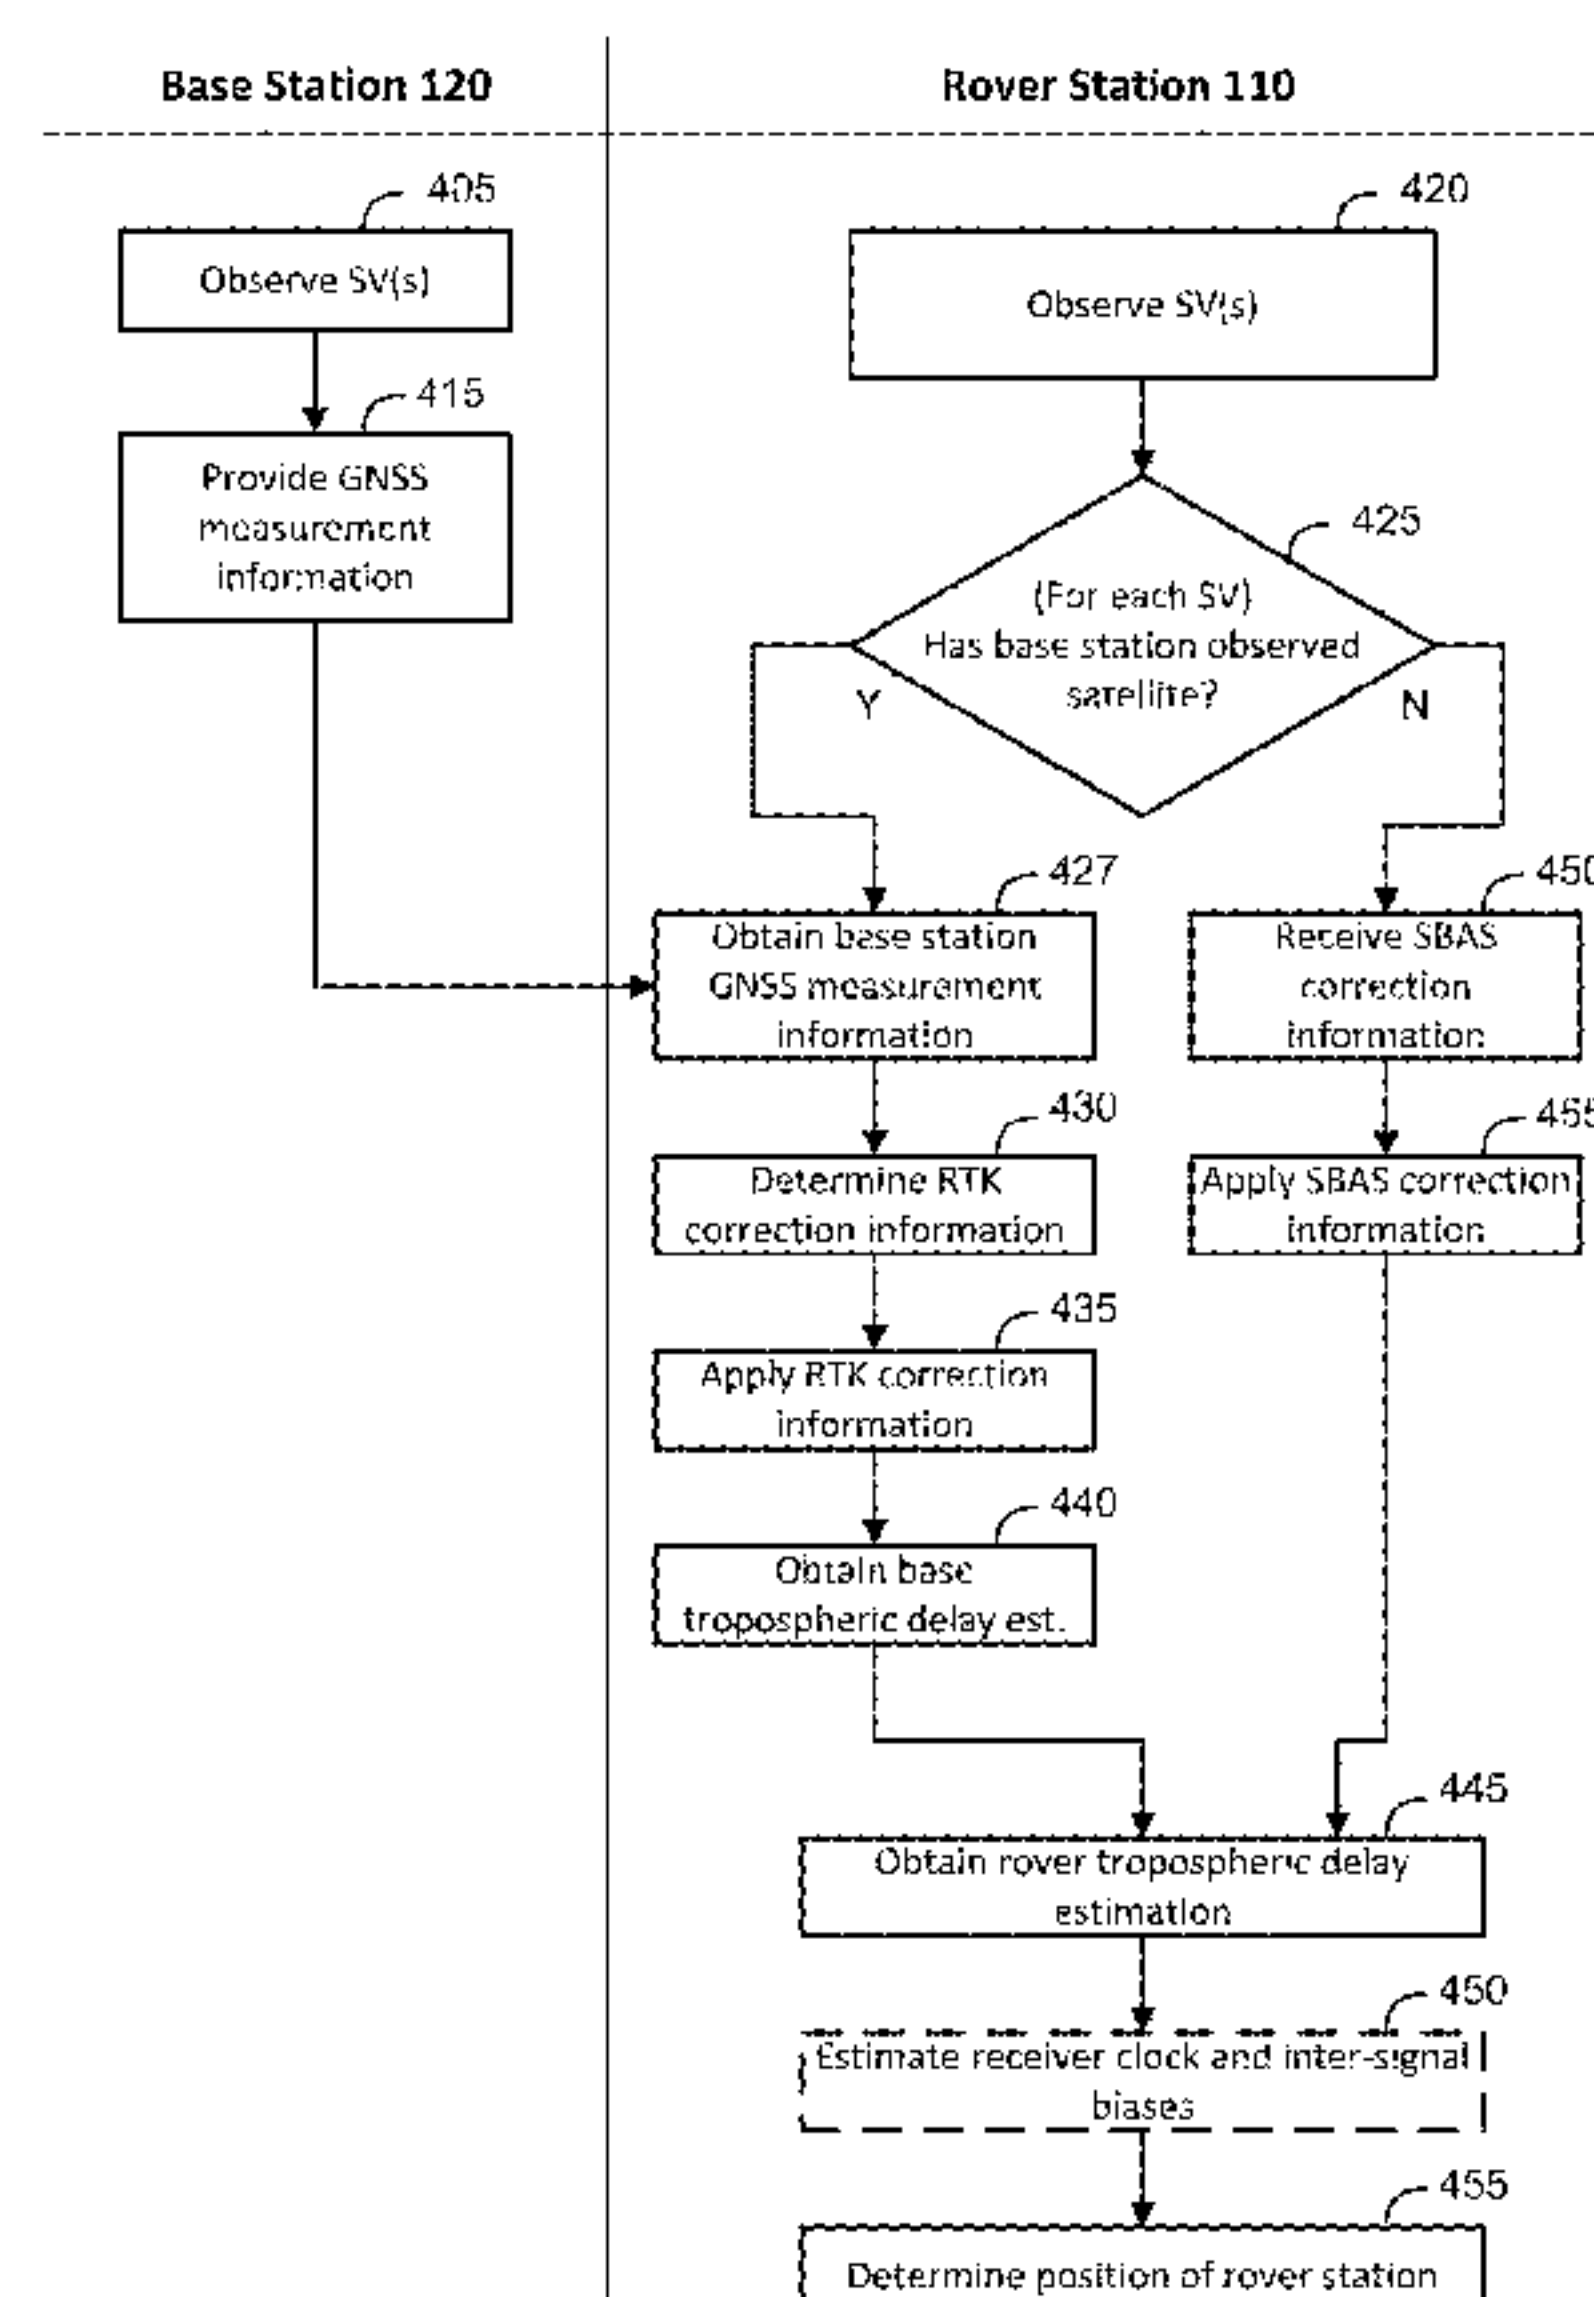 Base Station 120
Rover Station 110
405
Observe SV(s)
415
Provide GNSS
measurement
information
420
Observe SV(s)
425
(For each SV)
Has base station observed
satellite?
Y
N
427
Obtain base station
GNSS measurement
information
450
Receive SBAS
correction
information
430
Determine RTK
correction information
455
Apply SBAS correction
information
435
Apply RTK correction
information
440
Obtain base
tropospheric delay est.
445
Obtain rover tropospheric delay
estimation
450
Estimate receiver clock and inter-signal
biases
455
Determine position of rover station